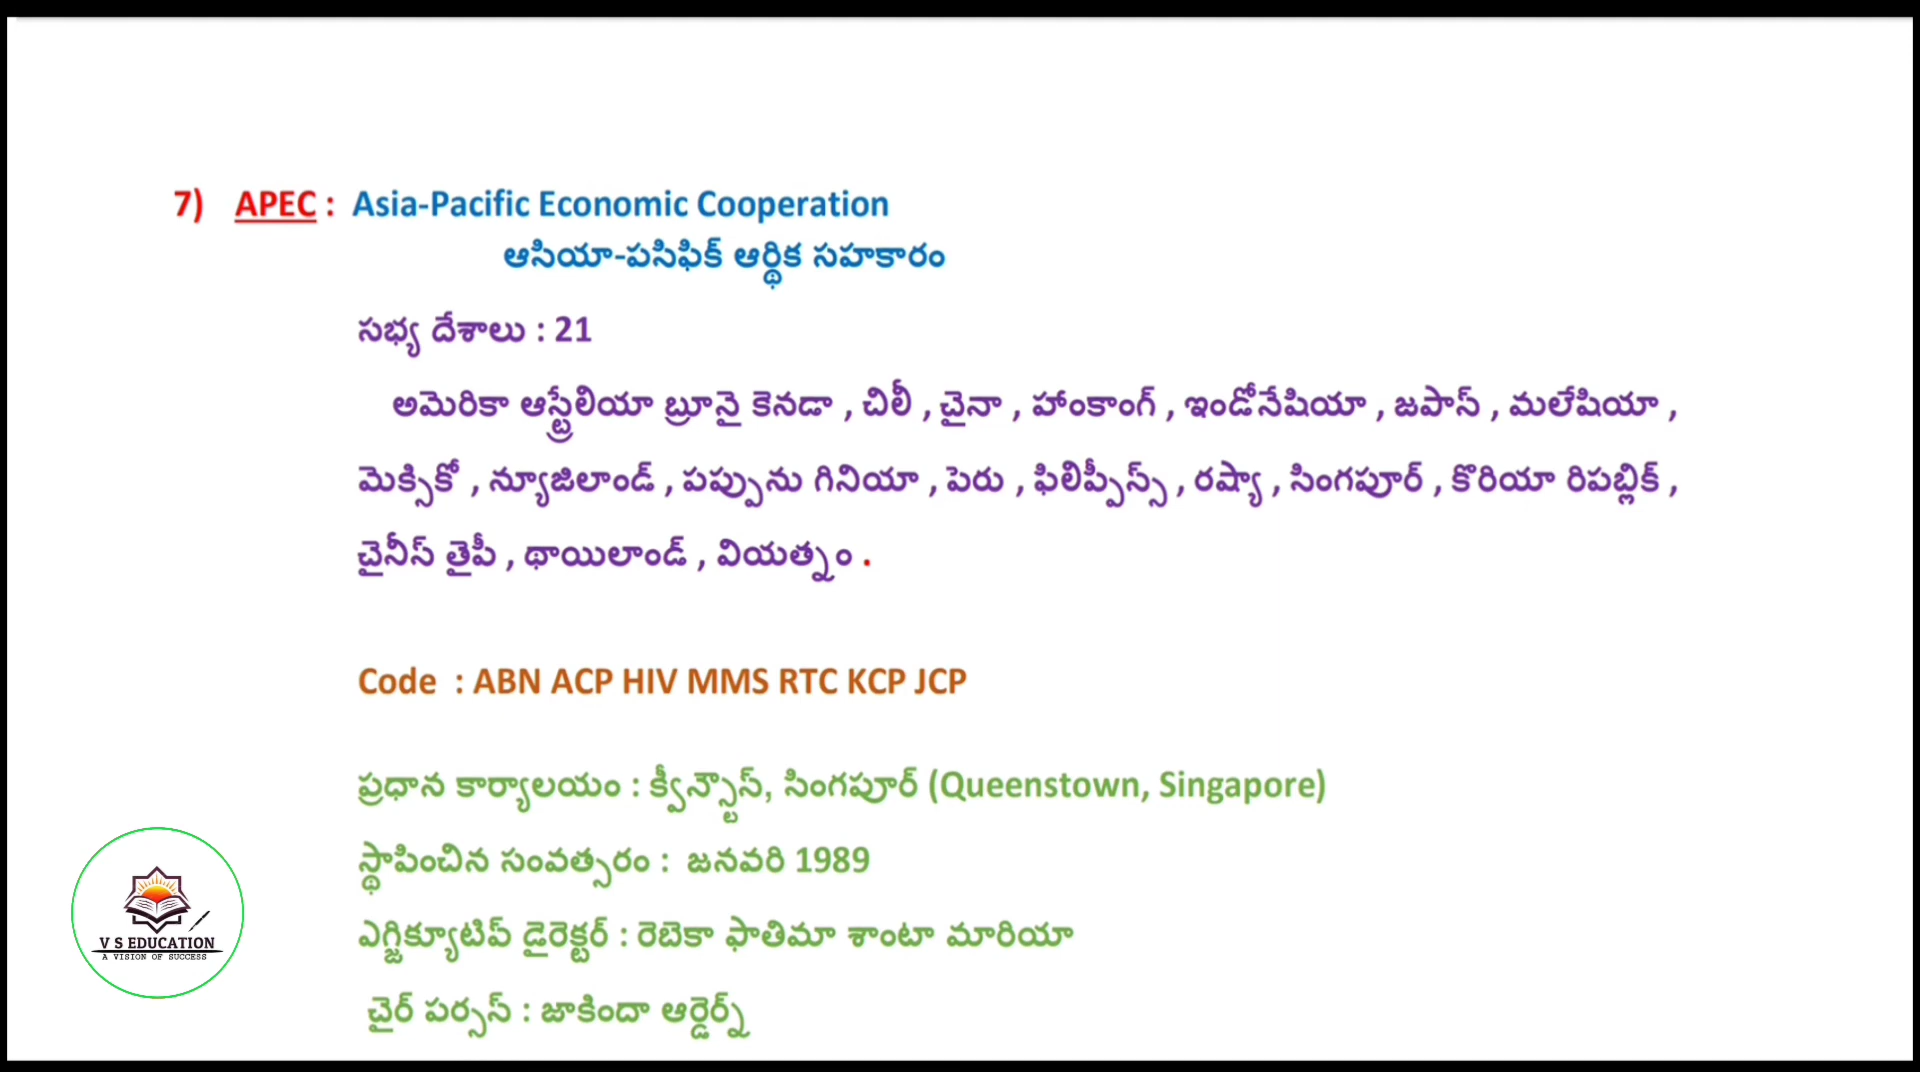 7) APEC : Asia-Pacific Economic Cooperation
ఆసియా-పసిఫిక్ ఆర్థిక సహకారం
సభ్య దేశాలు : 21
అమెరికా ఆస్ట్రేలియా బ్రూనై కెనడా , చిలీ , చైనా , హాంకాంగ్ , ఇండోనేషియా , జపాన్ , మలేషియా ,
మెక్సికో , న్యూజిలాండ్ , పప్పును గినియా , పెరు , ఫిలిప్పీన్స్ , రష్యా , సింగపూర్ , కొరియా రిపబ్లిక్ ,
చైనీస్ తైపీ , థాయిలాండ్ , వియత్నం .
Code : ABN ACP HIV MMS RTC KCP JCP
ప్రధాన కార్యాలయం : క్వీన్స్టౌన్, సింగపూర్ (Queenstown, Singapore)
స్థాపించిన సంవత్సరం : జనవరి 1989
ఎగ్జిక్యూటివ్ డైరెక్టర్ : రెబెకా ఫాతిమా శాంటా మారియా
చైర్ పర్సన్ : జాకిందా ఆర్డెర్న్
V S EDUCATION
A VISION OF SUCCESS